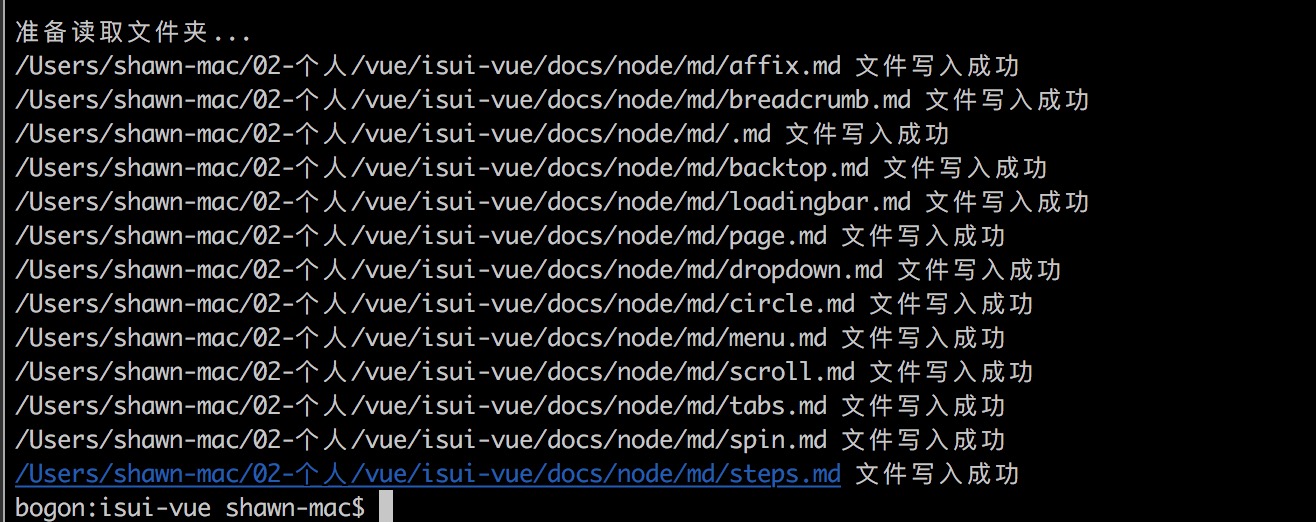 准备读取文件夹...
/Users/shawn-mac/02-个人/vue/isui-vue/docs/node/md/affix.md 文件写入成功
/Users/shawn-mac/02-个人/vue/isui-vue/docs/node/md/breadcrumb.md 文件写入成功
/Users/shawn-mac/02-个人/vue/isui-vue/docs/node/md/.md 文件写入成功
/Users/shawn-mac/02-个人/vue/isui-vue/docs/node/md/backtop.md 文件写入成功
/Users/shawn-mac/02-个人/vue/isui-vue/docs/node/md/loadingbar.md 文件写入成功
/Users/shawn-mac/02-个人/vue/isui-vue/docs/node/md/page.md 文件写入成功
/Users/shawn-mac/02-个人/vue/isui-vue/docs/node/md/dropdown.md 文件写入成功
/Users/shawn-mac/02-个人/vue/isui-vue/docs/node/md/circle.md 文件写入成功
/Users/shawn-mac/02-个人/vue/isui-vue/docs/node/md/menu.md 文件写入成功
/Users/shawn-mac/02-个人/vue/isui-vue/docs/node/md/scroll.md 文件写入成功
/Users/shawn-mac/02-个人/vue/isui-vue/docs/node/md/tabs.md 文件写入成功
/Users/shawn-mac/02-个人/vue/isui-vue/docs/node/md/spin.md 文件写入成功
/Users/shawn-mac/02-个人/vue/isui-vue/docs/node/md/steps.md 文件写入成功
bogon:isui-vue shawn-mac$